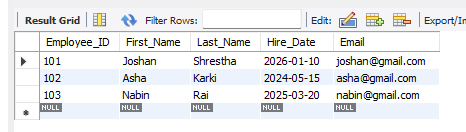 Result Grid Filter Rows: Edit: Export/In
Employee_ID First_Name Last_Name Hire_Date Email
101 Joshan Shrestha 2026-01-10 joshan@gmail.com
102 Asha Karki 2024-05-15 asha@gmail.com
103 Nabin Rai 2025-03-20 nabin@gmail.com
NULL NULL NULL NULL NULL